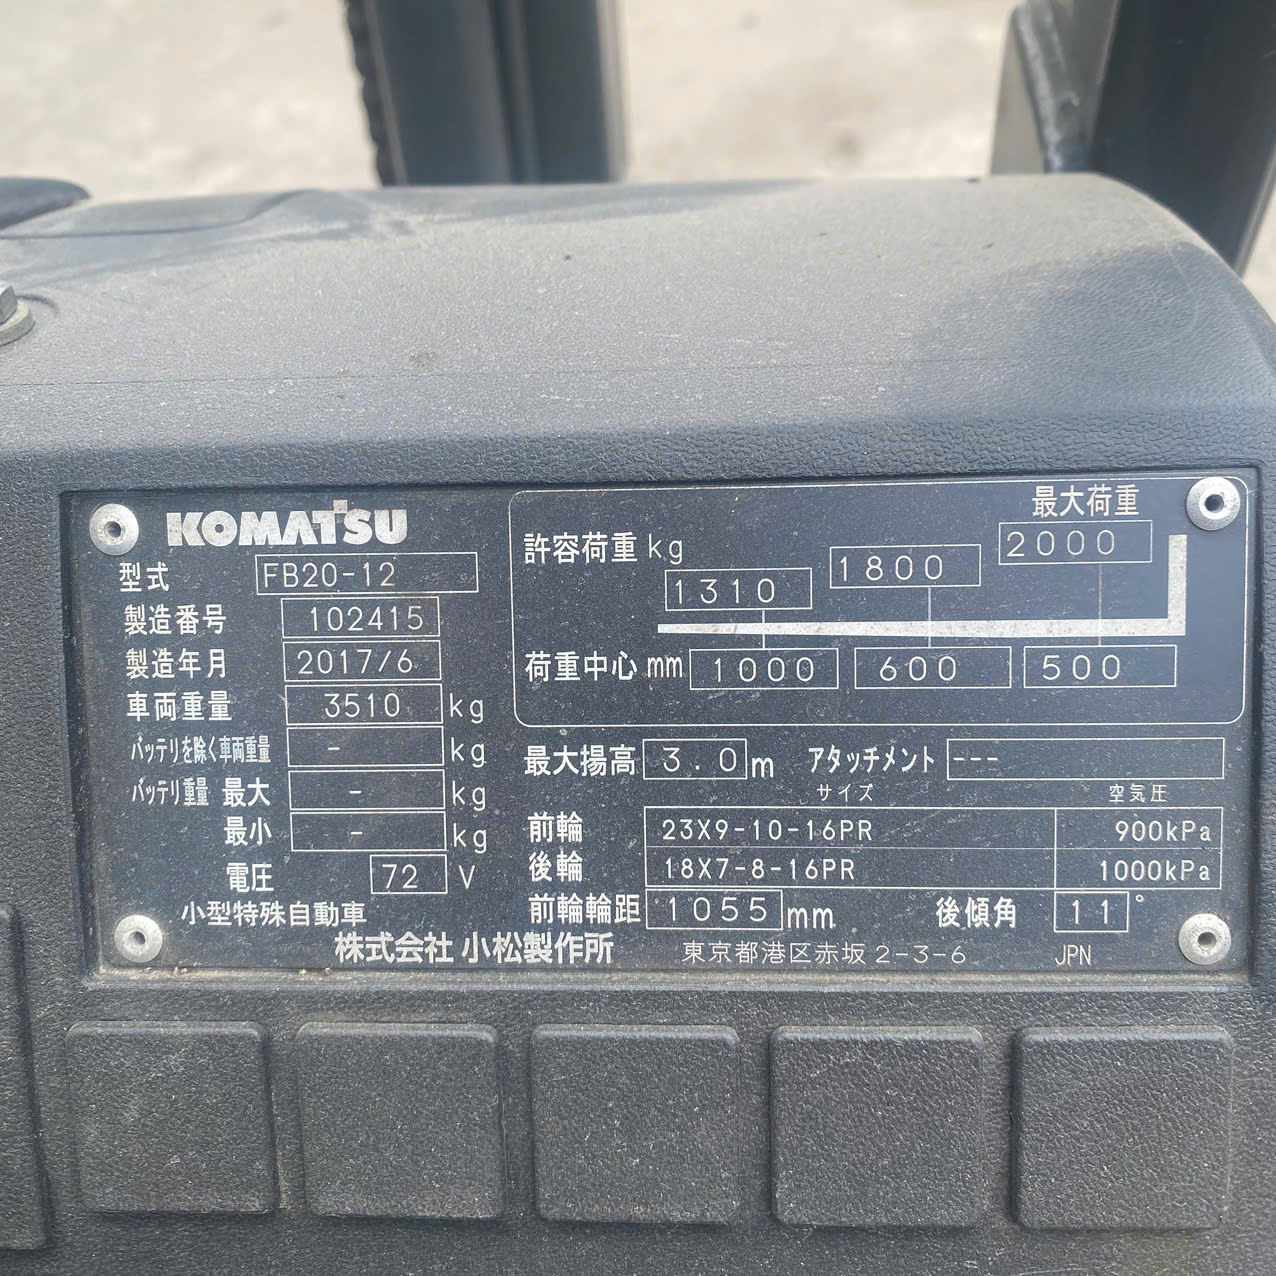 KOMATSU
型式 FB20-12
製造番号 102415
製造年月 2017/6
車両重量 3510 kg
バッテリを除く車両重量 - kg
バッテリ重量 最大 - kg
最小 - kg
電圧 72 V
小型特殊自動車
最大荷重
許容荷重 kg 1310 1800 2000
荷重中心 mm 1000 600 500
最大揚高 3.0 m アタッチメント ---
サイズ 空気圧
前輪 23X9-10-16PR 900kPa
後輪 18X7-8-16PR 1000kPa
前輪輪距 1055 mm 後傾角 11°
株式会社 小松製作所 東京都港区赤坂 2-3-6 JPN